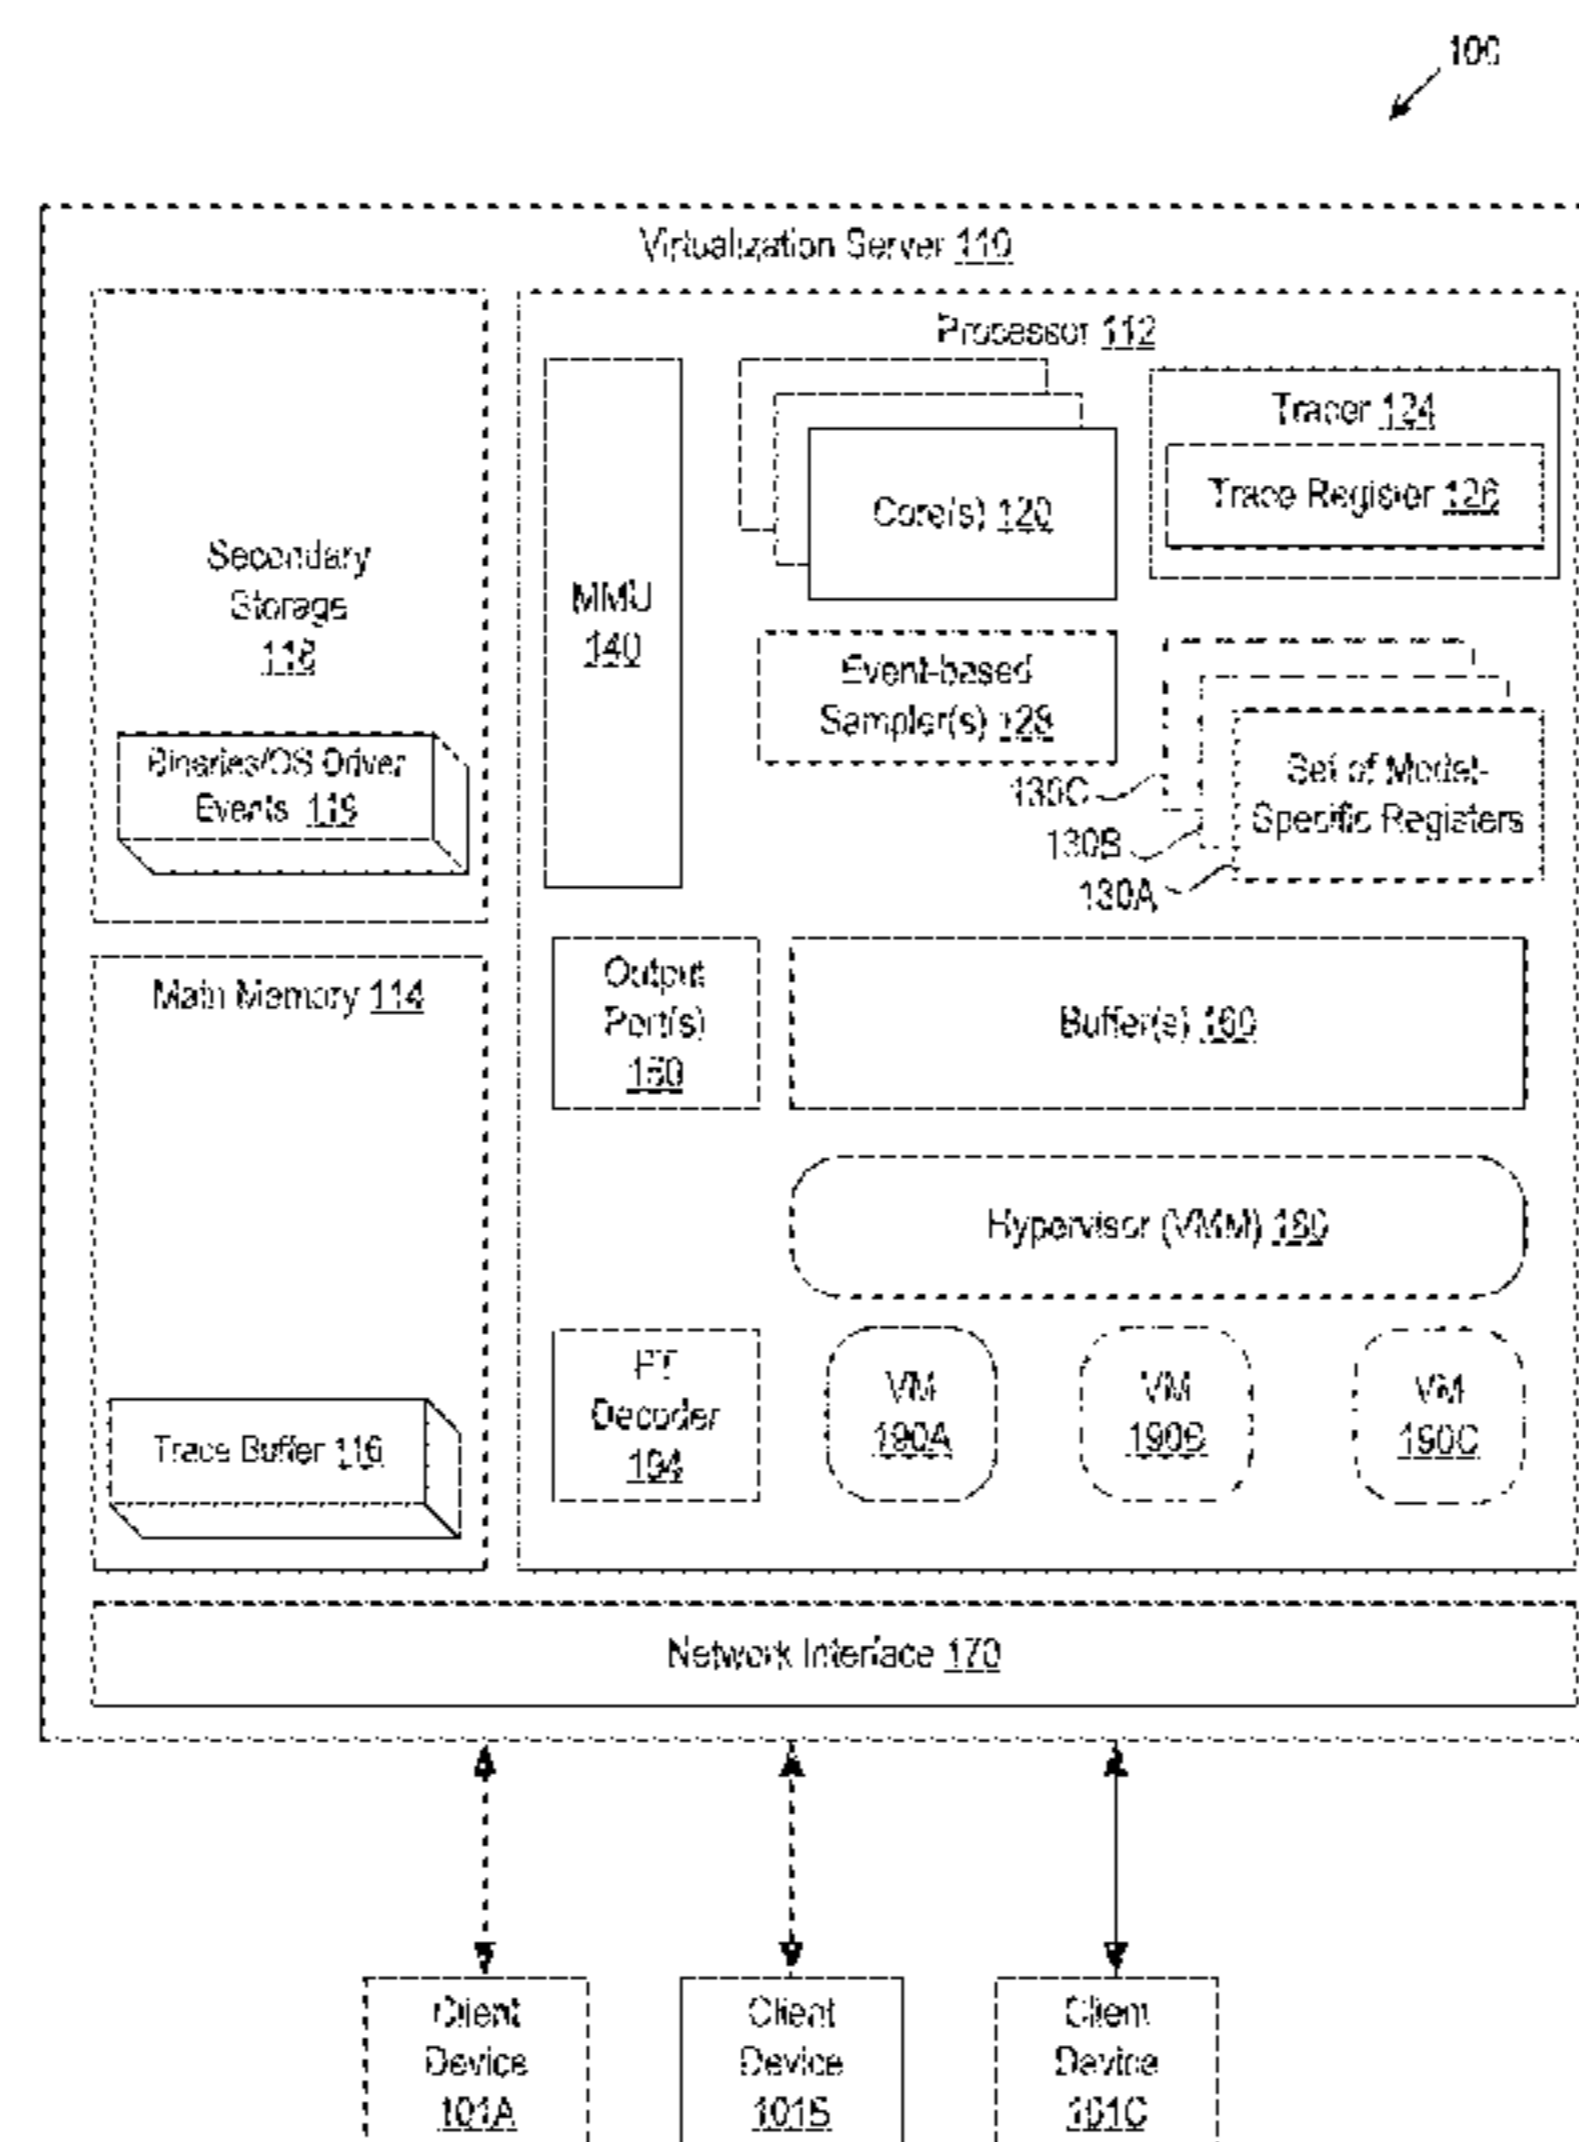 100
Virtualization Server 110
Processor 112
Secondary
Storage
118
MMU
140
Core(s) 120
Tracer 124
Trace Register 126
Event-based
Sampler(s) 128
Binaries/OS Driver
Events 119
130C
130B
130A
Set of Model-
Specific Registers
Main Memory 114
Output
Port(s)
150
Buffer(s) 160
Hypervisor (VMM) 180
Trace Buffer 116
PT
Decoder
194
VM
190A
VM
190B
VM
190C
Network Interface 170
Client
Device
101A
Client
Device
101B
Client
Device
101C